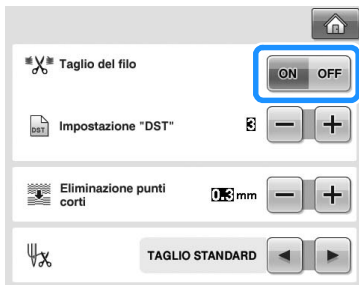 Taglio del filo
ON OFF
DST
Impostazione "DST" 3 − +
Eliminazione punti
corti 0.3 mm − +
TAGLIO STANDARD